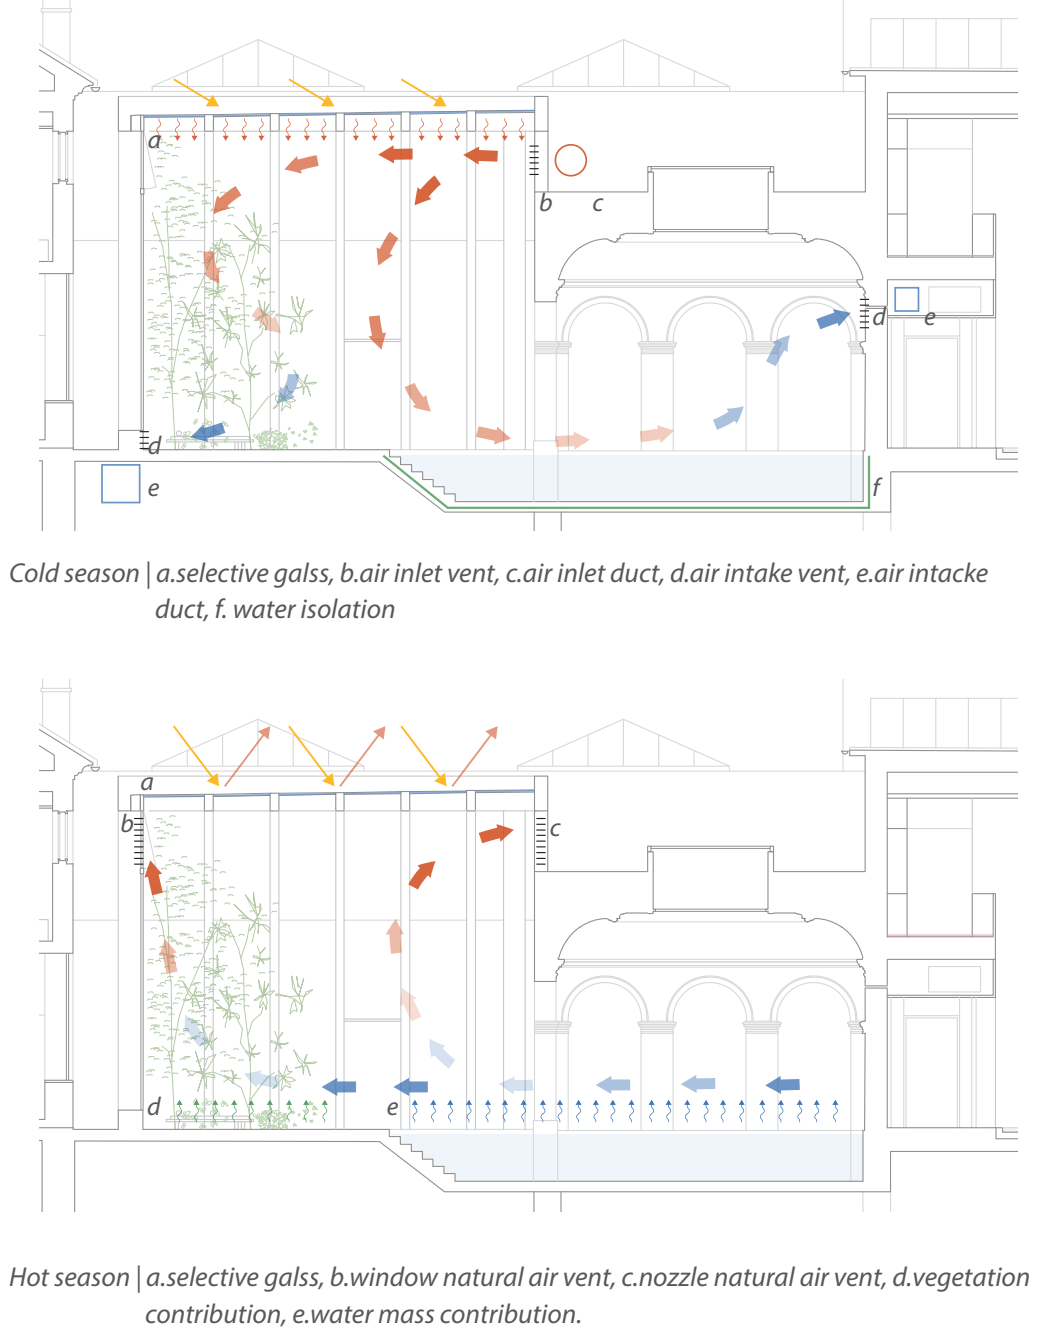 a
b
c
d
e
d
e
f
Cold season | a.selective galss, b.air inlet vent, c.air inlet duct, d.air intake vent, e.air intacke
duct, f. water isolation
a
b
c
d
e
Hot season | a.selective galss, b.window natural air vent, c.nozzle natural air vent, d.vegetation
contribution, e.water mass contribution.